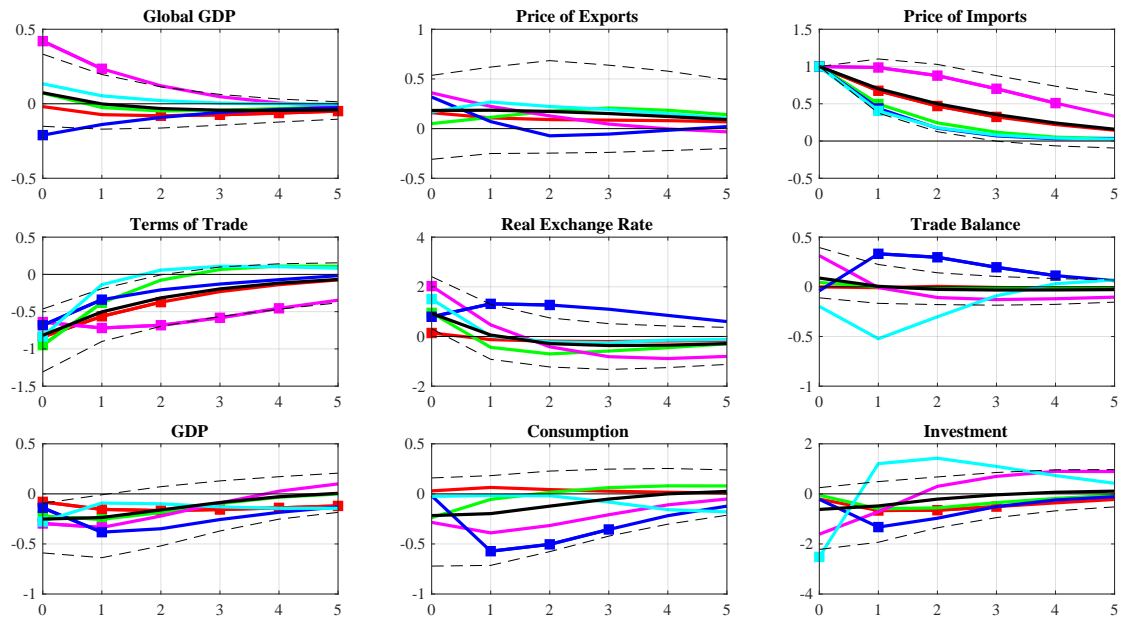 Global GDP
0.5
0
-0.5
0 1 2 3 4 5
Price of Exports
1
0.5
0
-0.5
0 1 2 3 4 5
Price of Imports
1.5
1
0.5
0
-0.5
0 1 2 3 4 5
Terms of Trade
0.5
0
-0.5
-1
-1.5
0 1 2 3 4 5
Real Exchange Rate
4
2
0
-2
0 1 2 3 4 5
Trade Balance
0.5
0
-0.5
-1
0 1 2 3 4 5
GDP
0.5
0
-0.5
-1
0 1 2 3 4 5
Consumption
0.5
0
-0.5
-1
0 1 2 3 4 5
Investment
2
0
-2
-4
0 1 2 3 4 5